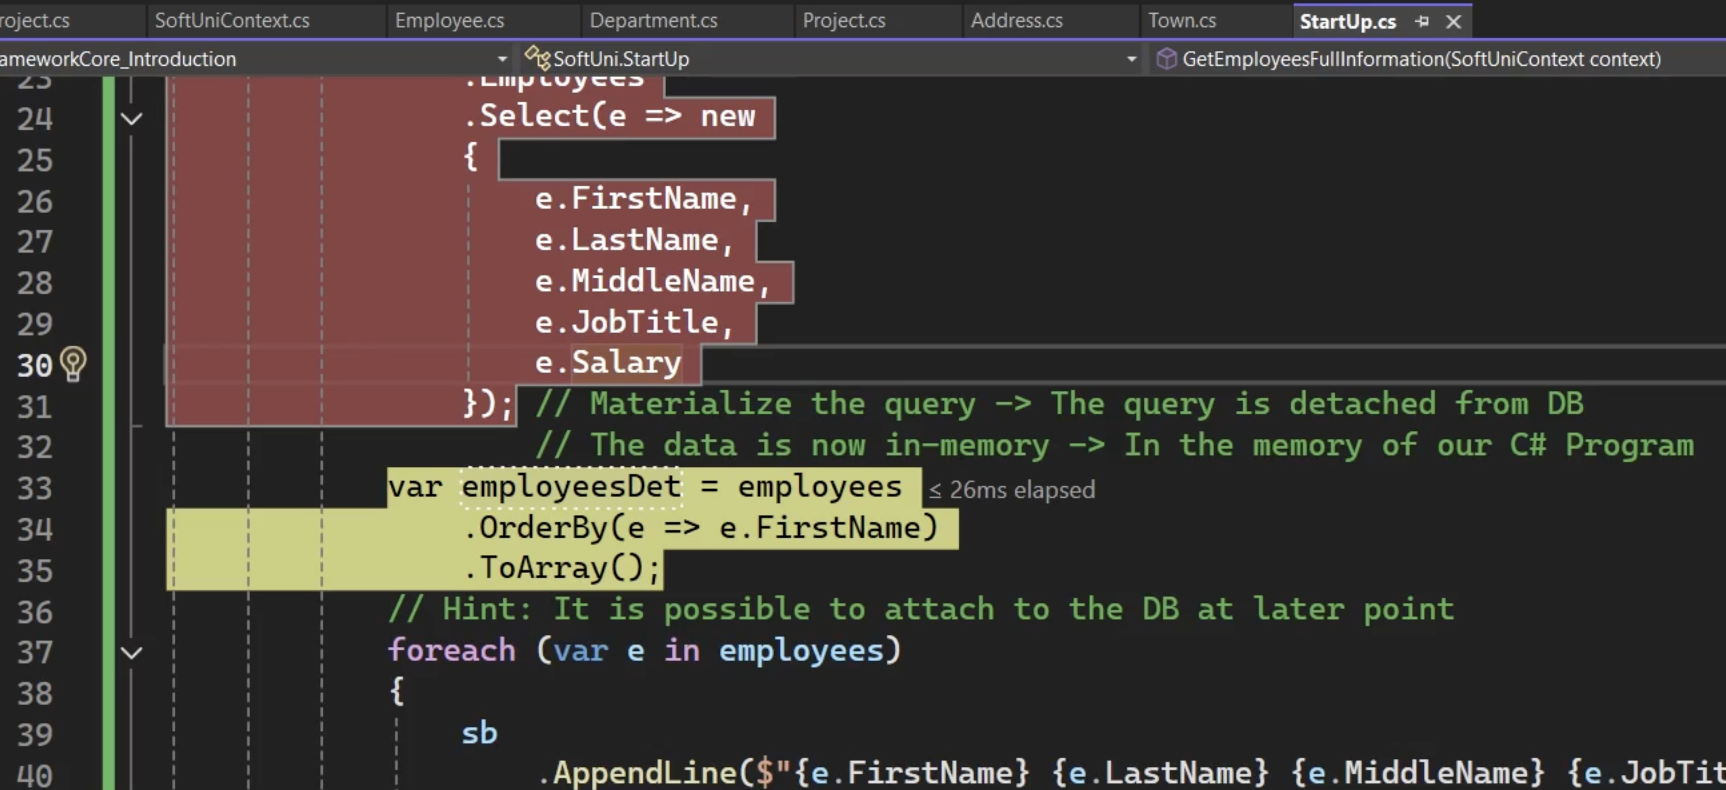 roject.cs SoftUniContext.cs Employee.cs Department.cs Project.cs Address.cs Town.cs StartUp.cs
ameworkCore_Introduction SoftUni.StartUp GetEmployeesFullInformation(SoftUniContext context)
23 .Employees
24 .Select(e => new
25 {
26 e.FirstName,
27 e.LastName,
28 e.MiddleName,
29 e.JobTitle,
30 e.Salary
31 }); // Materialize the query -> The query is detached from DB
32 // The data is now in-memory -> In the memory of our C# Program
33 var employeesDet = employees ≤ 26ms elapsed
34 .OrderBy(e => e.FirstName)
35 .ToArray();
36 // Hint: It is possible to attach to the DB at later point
37 foreach (var e in employees)
38 {
39 sb
40 .AppendLine($"{e.FirstName} {e.LastName} {e.MiddleName} {e.JobTit